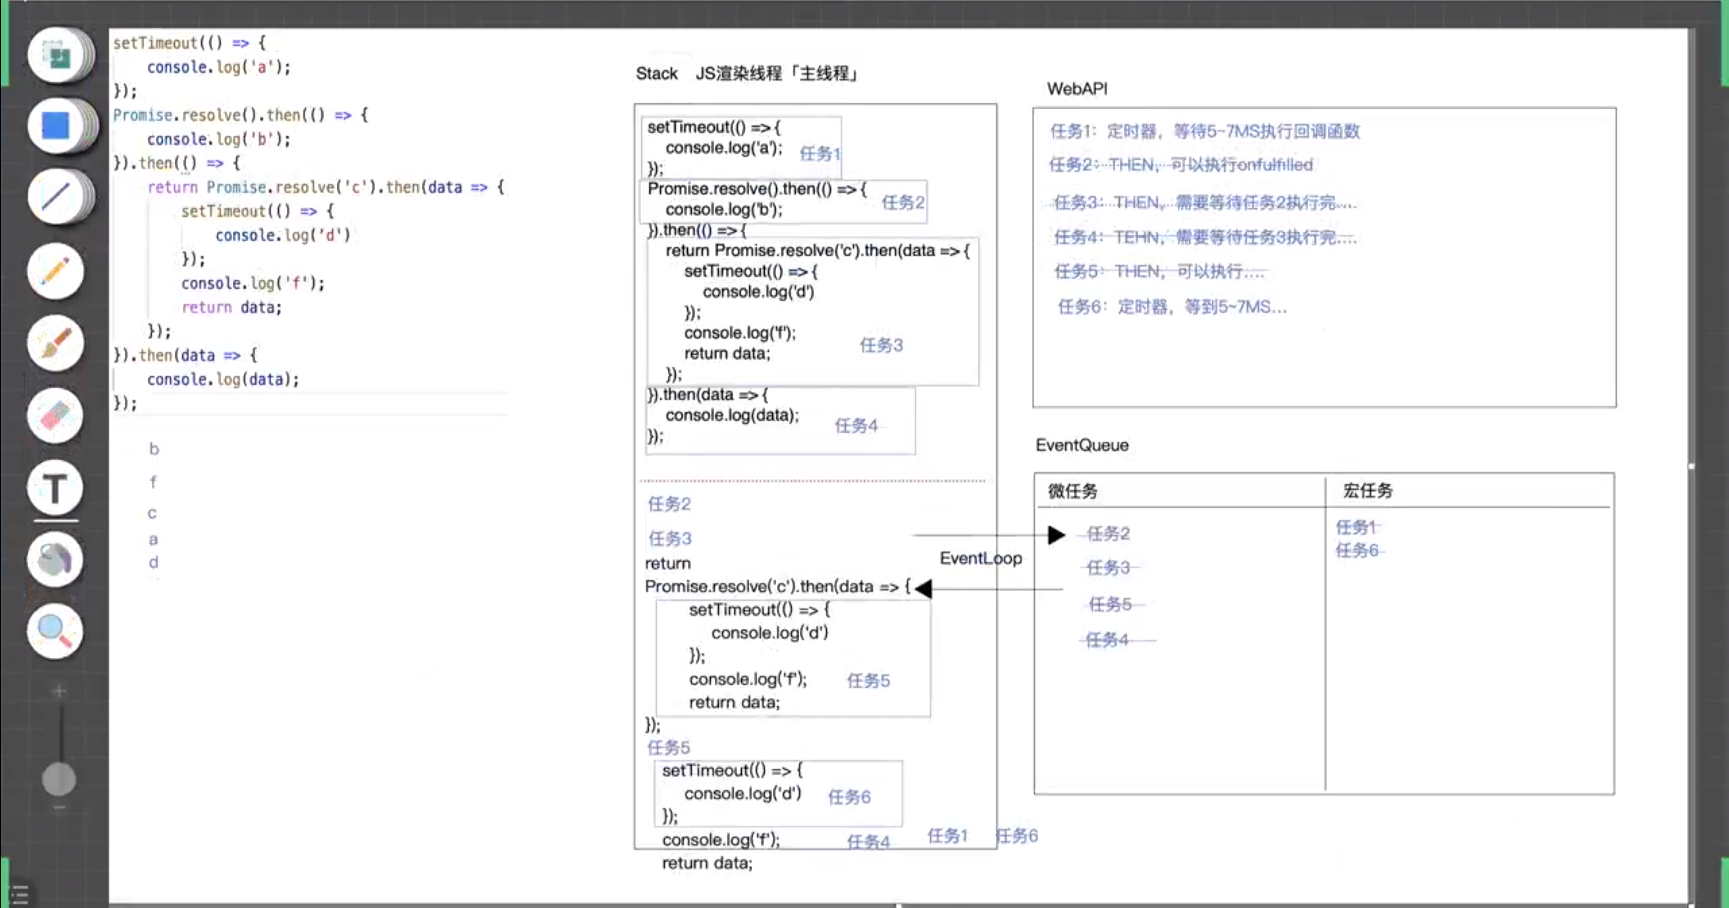 setTimeout(() => {
console.log('a');
});
Promise.resolve().then(() => {
console.log('b');
}).then(() => {
return Promise.resolve('c').then(data => {
setTimeout(() => {
console.log('d')
});
console.log('f');
return data;
});
}).then(data => {
console.log(data);
});
b
f
c
a
d
T
Stack JS渲染线程「主线程」
setTimeout(() => {
console.log('a');
任务1
});
Promise.resolve().then(() => {
任务2
console.log('b');
}).then(() => {
return Promise.resolve('c').then(data => {
setTimeout(() => {
console.log('d')
});
console.log('f');
任务3
return data;
});
}).then(data => {
console.log(data);
任务4
});
任务2
任务3
return
Promise.resolve('c').then(data => {
setTimeout(() => {
console.log('d')
});
console.log('f');
任务5
return data;
});
任务5
setTimeout(() => {
console.log('d')
任务6
});
console.log('f');
任务4
任务1
任务6
return data;
EventLoop
WebAPI
任务1：定时器，等待5~7MS执行回调函数
任务2：THEN，可以执行onfulfilled
任务3：THEN，需要等待任务2执行完....
任务4：TEHN，需要等待任务3执行完....
任务5：THEN，可以执行....
任务6：定时器，等到5~7MS...
EventQueue
微任务
宏任务
任务2
任务3
任务5
任务4
任务1
任务6